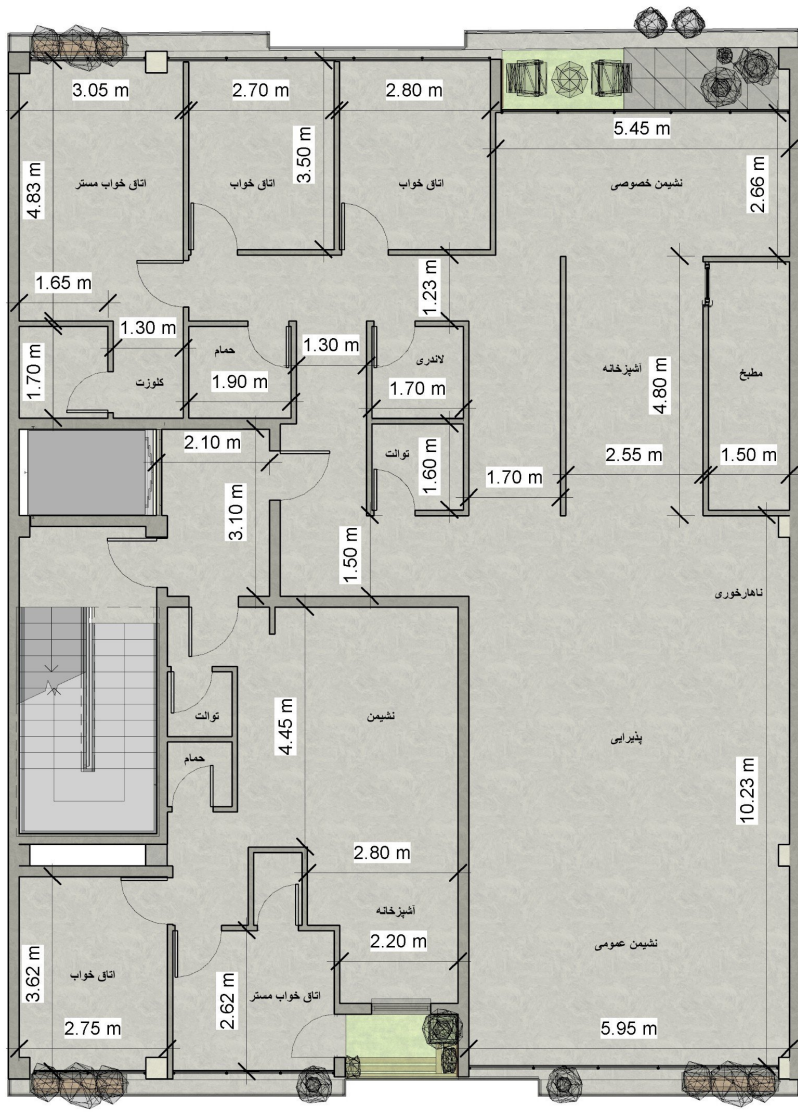 3.05 m
2.70 m
2.80 m
5.45 m
3.50 m
4.83 m
اتاق خواب مستر
اتاق خواب
اتاق خواب
نشیمن خصوصی
2.66 m
1.65 m
1.23 m
1.30 m
1.30 m
حمام
لاندری
آشپزخانه
مطبخ
1.70 m
کلوزت
1.90 m
1.70 m
4.80 m
2.10 m
توالت
1.60 m
1.70 m
2.55 m
1.50 m
3.10 m
1.50 m
ناهارخوری
توالت
نشیمن
4.45 m
پذیرایی
حمام
10.23 m
2.80 m
آشپزخانه
2.20 m
نشیمن عمومی
3.62 m
اتاق خواب
2.62 m
اتاق خواب مستر
2.75 m
5.95 m